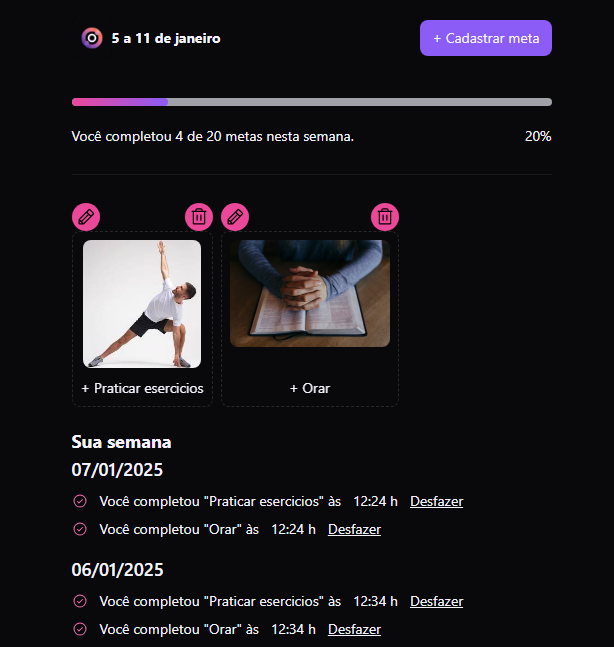 5 a 11 de janeiro
+ Cadastrar meta
Você completou 4 de 20 metas nesta semana.
20%
+ Praticar esercicios
+ Orar
Sua semana
07/01/2025
Você completou "Praticar esercicios" às 12:24 h Desfazer
Você completou "Orar" às 12:24 h Desfazer
06/01/2025
Você completou "Praticar esercicios" às 12:34 h Desfazer
Você completou "Orar" às 12:34 h Desfazer